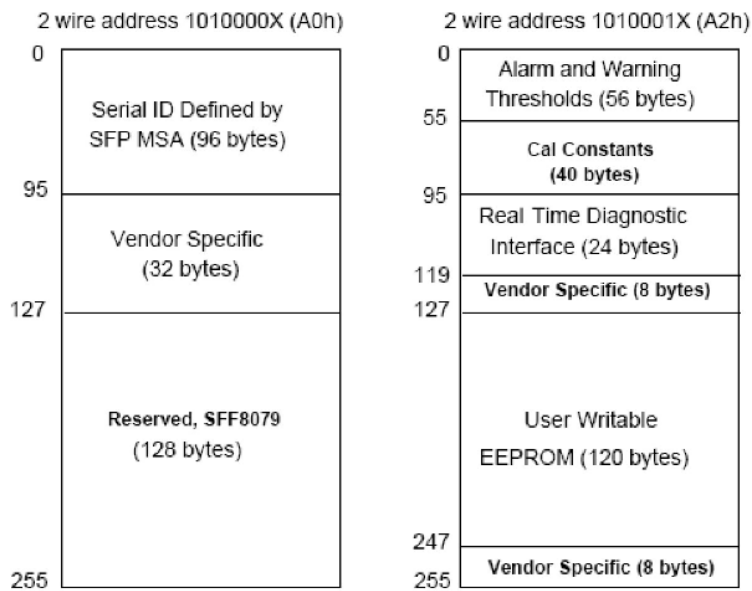 2 wire address 1010000X (A0h)
0
Serial ID Defined by
SFP MSA (96 bytes)
95
Vendor Specific
(32 bytes)
127
Reserved, SFF8079
(128 bytes)
255
2 wire address 1010001X (A2h)
0
Alarm and Warning
Thresholds (56 bytes)
55
Cal Constants
(40 bytes)
95
Real Time Diagnostic
Interface (24 bytes)
119
Vendor Specific (8 bytes)
127
User Writable
EEPROM (120 bytes)
247
Vendor Specific (8 bytes)
255